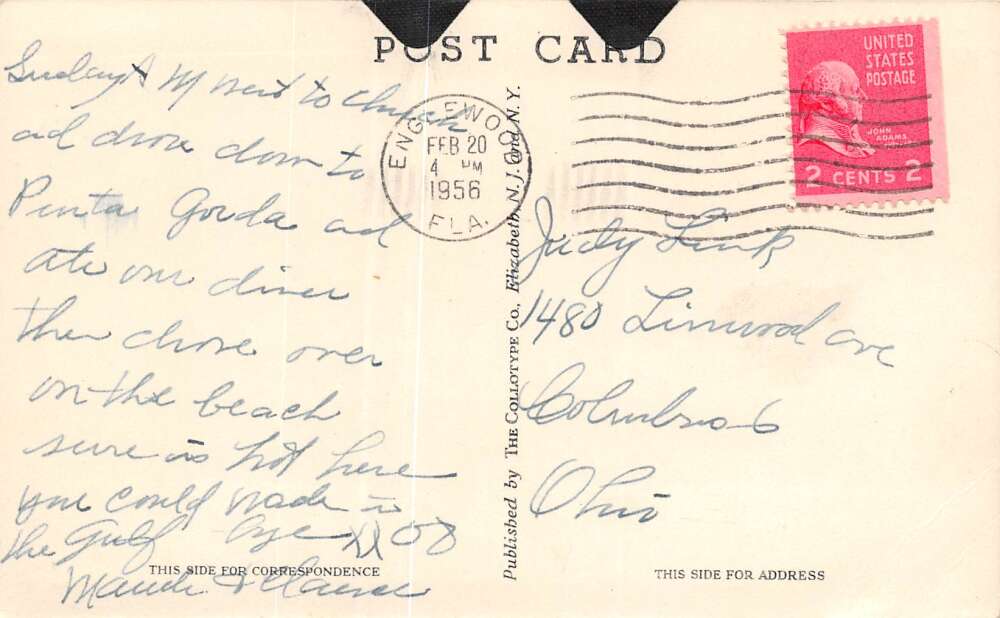 POST CARD
Sunday A M went to church
and drove down to
Punta Gorda and
ate our diner
then drove over
on the beach
sure is hot here
you could wade in
the Gulf bye XXOO
Maude &
THIS SIDE FOR CORRESPONDENCE
ENGLEWOOD
FEB 20
4 PM
1956
FLA.
Published by THE COLLOTYPE CO., Elizabeth, N. J. and N. Y.
UNITED
STATES
POSTAGE
JOHN
ADAMS
2 CENTS 2
Judy Link
1480 Linwood ave
Columbus 6
Ohio
THIS SIDE FOR ADDRESS